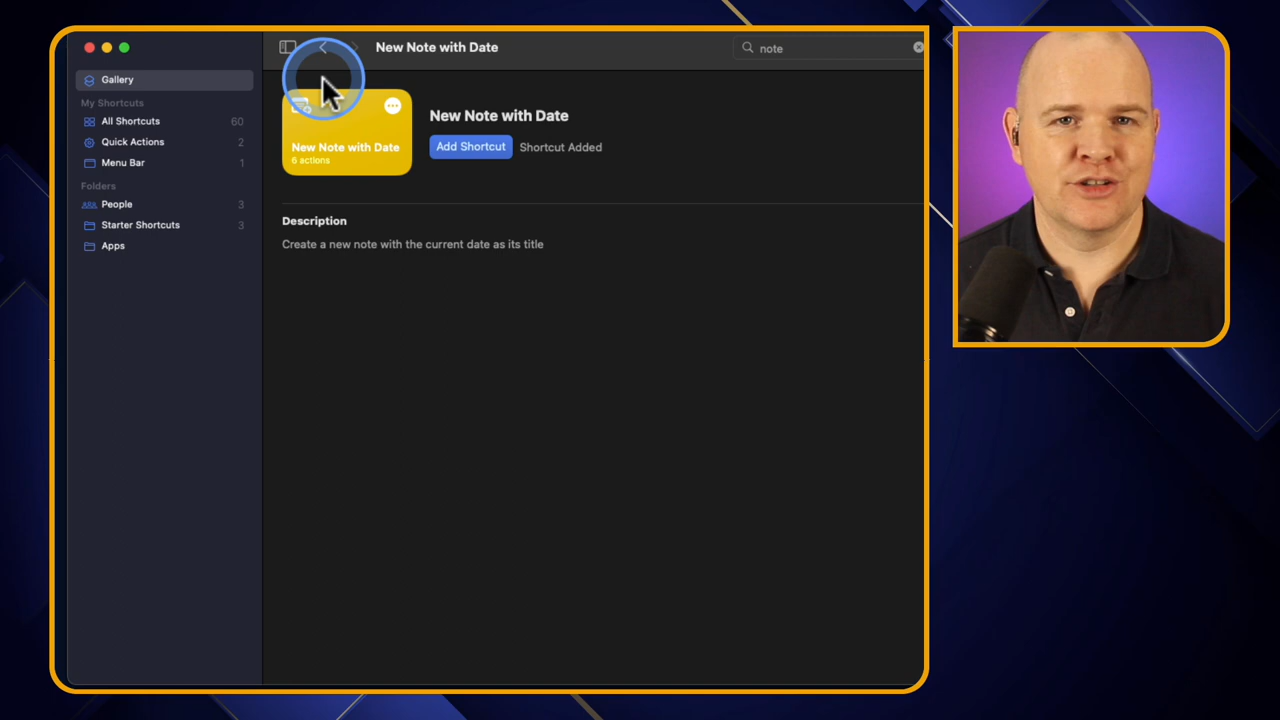 New Note with Date
note
Gallery
My Shortcuts
All Shortcuts 60
Quick Actions 2
Menu Bar 1
Folders
People 3
Starter Shortcuts 3
Apps
New Note with Date
6 actions
New Note with Date
Add Shortcut Shortcut Added
Description
Create a new note with the current date as its title